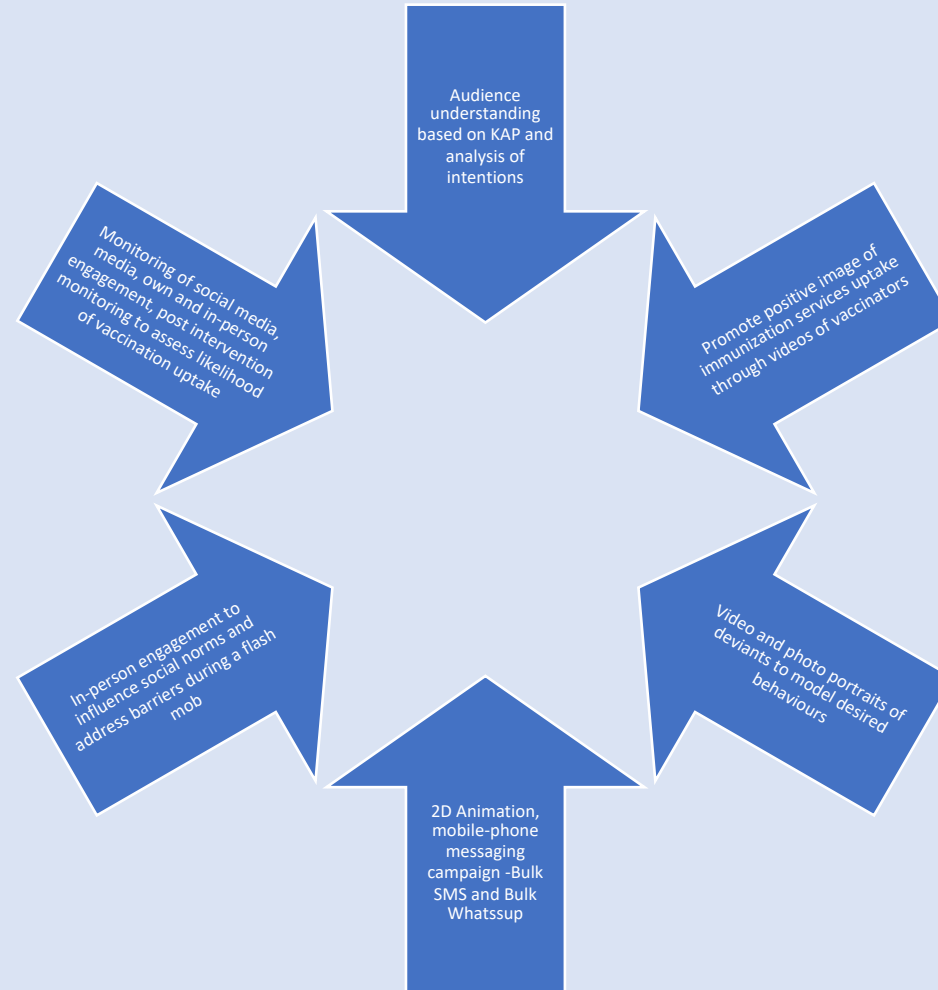 Audience
understanding
based on KAP and
analysis of
intentions
Promote positive image of
immunization services uptake
through videos of vaccinators
Video and photo portraits of
deviants to model desired
behaviours
2D Animation,
mobile-phone
messaging
campaign -Bulk
SMS and Bulk
Whatssup
In-person engagement to
influence social norms and
address barriers during a flash
mob
Monitoring of social media,
media, own and in-person
engagement, post intervention
monitoring to assess likelihood
of vaccination uptake